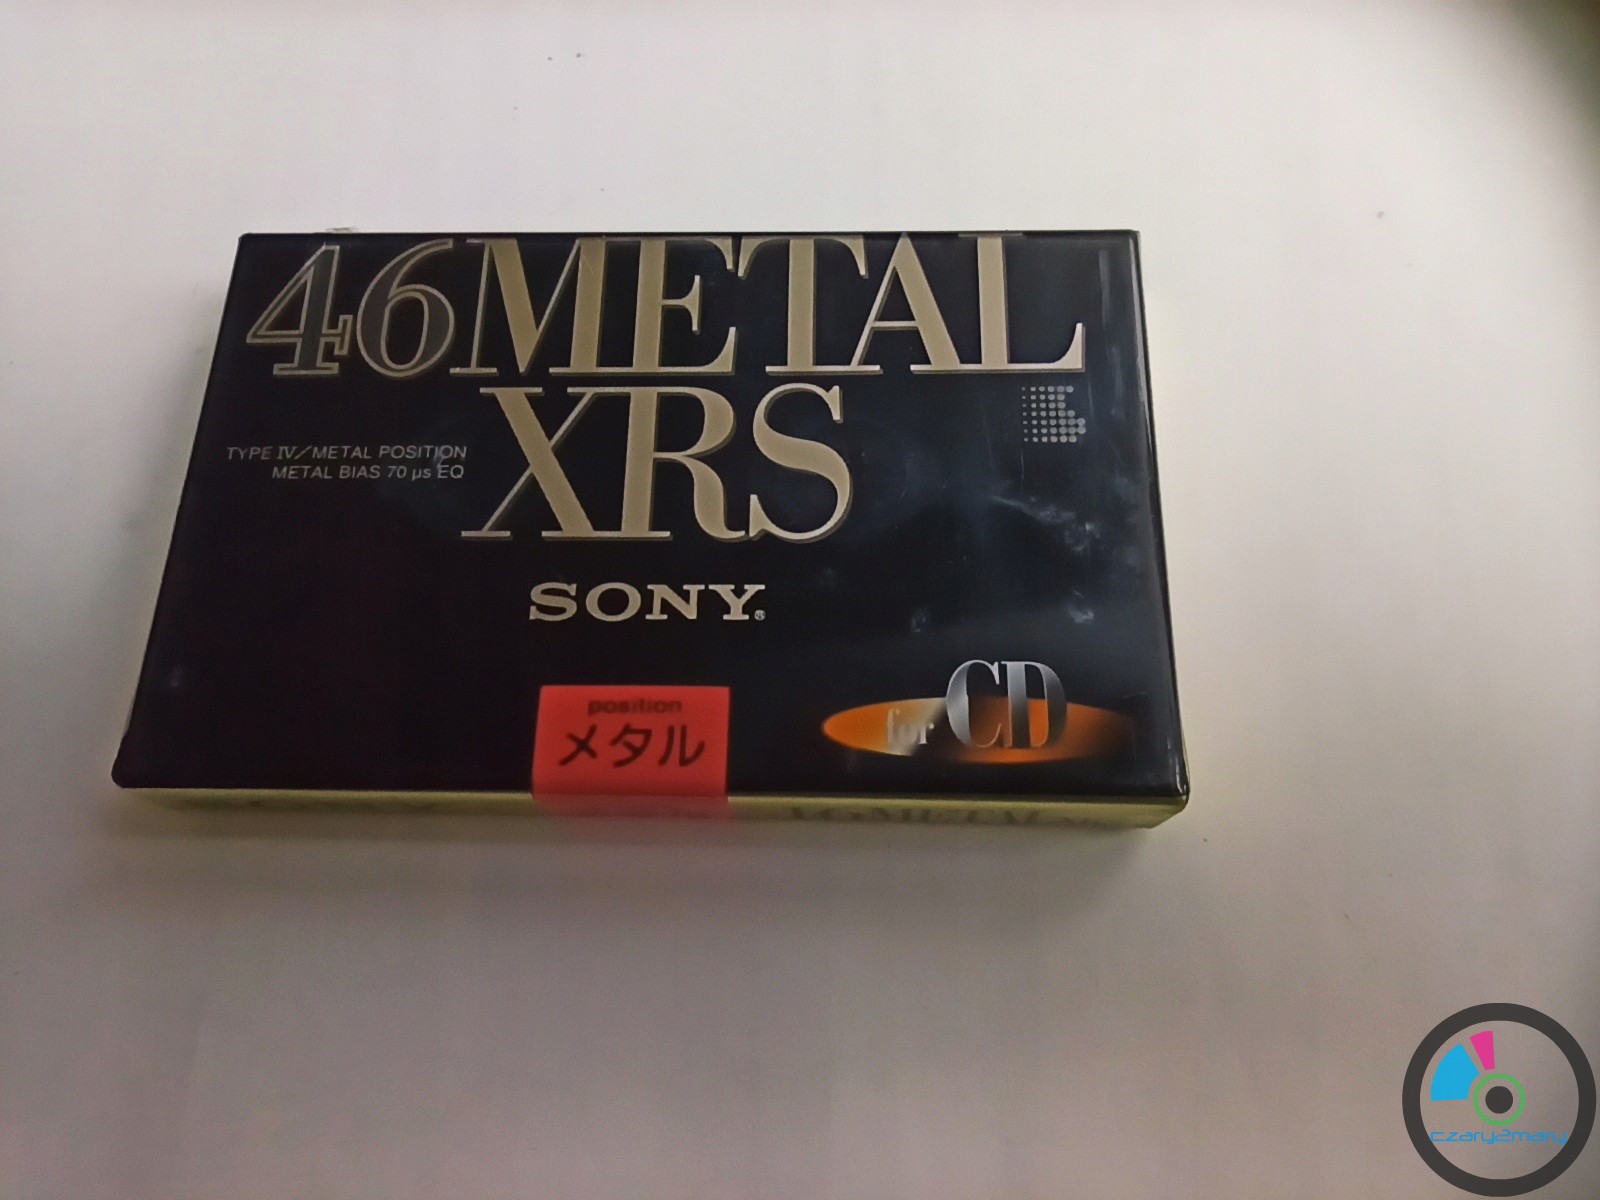 46METAL
XRS
TYPE IV/METAL POSITION
METAL BIAS 70 µs EQ
SONY®
position
メタル
for CD
czary2mary